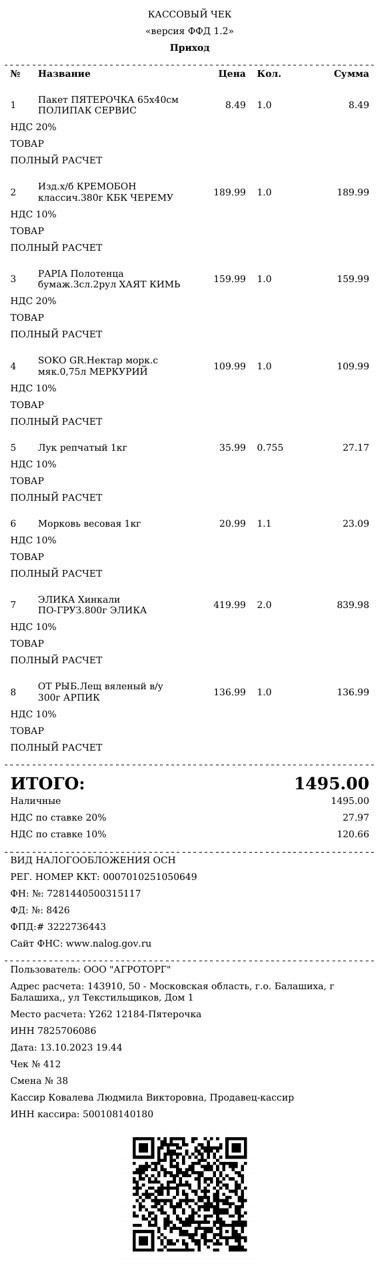 КАССОВЫЙ ЧЕК
«версия ФФД 1.2»
Приход
№ Название Цена Кол. Сумма
1 Пакет ПЯТЕРОЧКА 65х40см 8.49 1.0 8.49
ПОЛИПАК СЕРВИС
НДС 20%
ТОВАР
ПОЛНЫЙ РАСЧЕТ
2 Изд.х/б КРЕМОБОН 189.99 1.0 189.99
классич.380г КБК ЧЕРЕМУ
НДС 10%
ТОВАР
ПОЛНЫЙ РАСЧЕТ
3 PAPIA Полотенца 159.99 1.0 159.99
бумаж.3сл.2рул ХАЯТ КИМЬ
НДС 20%
ТОВАР
ПОЛНЫЙ РАСЧЕТ
4 SOKO GR.Нектар морк.с 109.99 1.0 109.99
мяк.0,75л МЕРКУРИЙ
НДС 10%
ТОВАР
ПОЛНЫЙ РАСЧЕТ
5 Лук репчатый 1кг 35.99 0.755 27.17
НДС 10%
ТОВАР
ПОЛНЫЙ РАСЧЕТ
6 Морковь весовая 1кг 20.99 1.1 23.09
НДС 10%
ТОВАР
ПОЛНЫЙ РАСЧЕТ
7 ЭЛИКА Хинкали 419.99 2.0 839.98
ПО-ГРУЗ.800г ЭЛИКА
НДС 10%
ТОВАР
ПОЛНЫЙ РАСЧЕТ
8 ОТ РЫБ.Лещ вяленый в/у 136.99 1.0 136.99
300г АРПИК
НДС 10%
ТОВАР
ПОЛНЫЙ РАСЧЕТ
ИТОГО: 1495.00
Наличные 1495.00
НДС по ставке 20% 27.97
НДС по ставке 10% 120.66
ВИД НАЛОГООБЛОЖЕНИЯ ОСН
РЕГ. НОМЕР ККТ: 0007010251050649
ФН: №: 7281440500315117
ФД: №: 8426
ФПД:# 3222736443
Сайт ФНС: www.nalog.gov.ru
Пользователь: ООО "АГРОТОРГ"
Адрес расчета: 143910, 50 - Московская область, г.о. Балашиха, г
Балашиха,, ул Текстильщиков, Дом 1
Место расчета: Y262 12184-Пятерочка
ИНН 7825706086
Дата: 13.10.2023 19.44
Чек № 412
Смена № 38
Кассир Ковалева Людмила Викторовна, Продавец-кассир
ИНН кассира: 500108140180